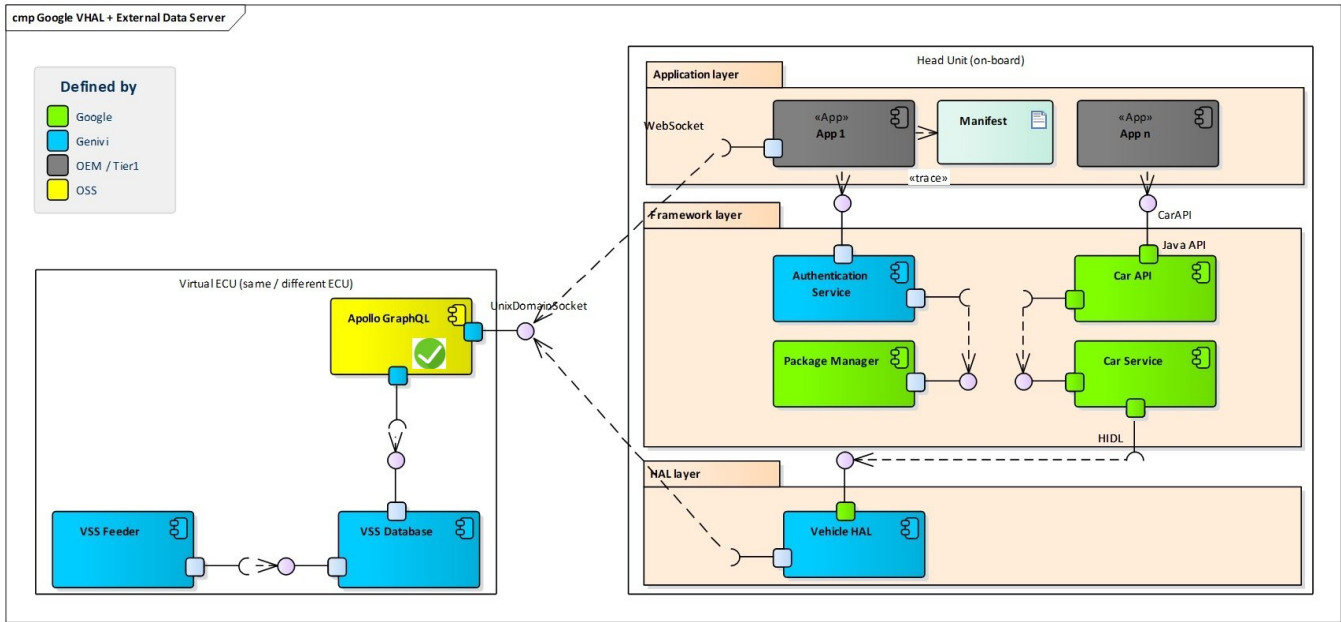 cmp Google VHAL + External Data Server
Defined by
Google
Genivi
OEM / Tier1
OSS
Head Unit (on-board)
Application layer
WebSocket
«App»
App 1
Manifest
«App»
App n
«trace»
Framework layer
CarAPI
Java API
Authentication
Service
Car API
Package Manager
Car Service
HIDL
HAL layer
Vehicle HAL
Virtual ECU (same / different ECU)
UnixDomainSocket
Apollo GraphQL
VSS Feeder
VSS Database